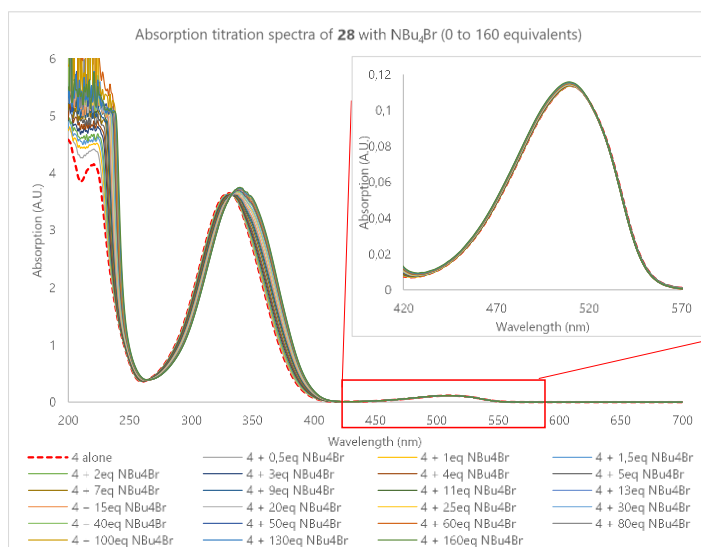 Absorption titration spectra of 28 with NBu4Br (0 to 160 equivalents)
6
5
4
3
2
1
0
Absorption (A.U.)
200 250 300 350 400 450 500 550 600 650 700
Wavelength (nm)
0,12
0,1
0,08
0,06
0,04
0,02
0
Absorption (A.U.)
420 470 520 570
Wavelength (nm)
4 alone 4 + 0,5eq NBu4Br 4 + 1eq NBu4Br 4 + 1,5eq NBu4Br
4 + 2eq NBu4Br 4 + 3eq NBu4Br 4 + 4eq NBu4Br 4 + 5eq NBu4Br
4 – 7eq NBu4Br 4 + 9eq NBu4Br 4 + 11eq NBu4Br 4 + 13eq NBu4Br
4 – 15eq NBu4Br 4 + 20eq NBu4Br 4 + 25eq NBu4Br 4 + 30eq NBu4Br
4 – 40eq NBu4Br 4 + 50eq NBu4Br 4 + 60eq NBu4Br 4 + 80eq NBu4Br
4 – 100eq NBu4Br 4 + 130eq NBu4Br 4 + 160eq NBu4Br